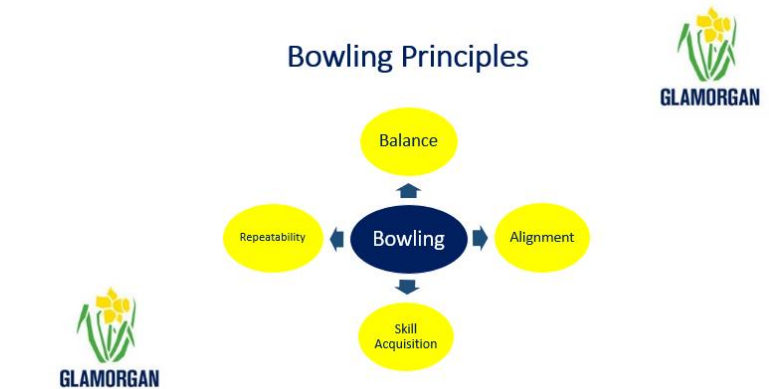 Bowling Principles
GLAMORGAN
Balance
Repeatability
Bowling
Alignment
Skill
Acquisition
GLAMORGAN